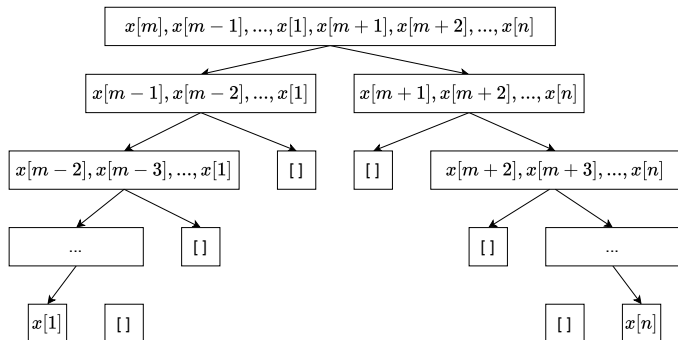 x[m], x[m − 1], ..., x[1], x[m + 1], x[m + 2], ..., x[n]
x[m − 1], x[m − 2], ..., x[1]
x[m + 1], x[m + 2], ..., x[n]
x[m − 2], x[m − 3], ..., x[1]
[ ]
[ ]
x[m + 2], x[m + 3], ..., x[n]
...
[ ]
[ ]
...
x[1]
[ ]
[ ]
x[n]